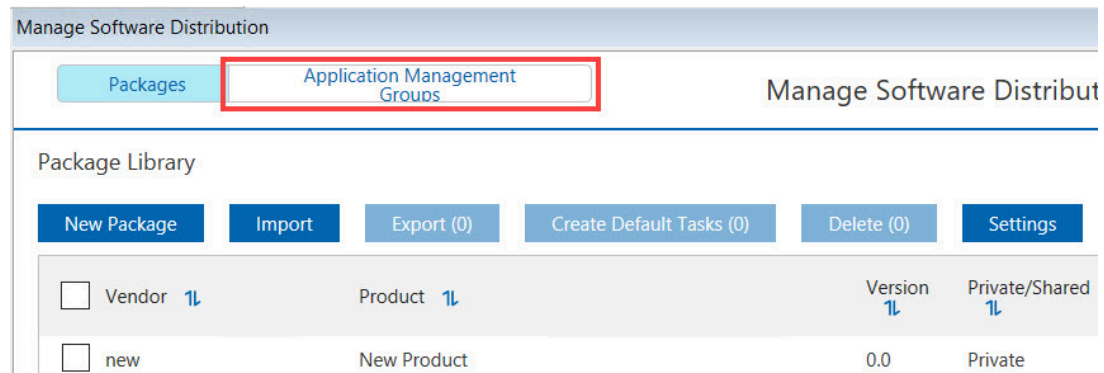 Manage Software Distribution
Packages
Application Management
Groups
Manage Software Distribut
Package Library
New Package
Import
Export (0)
Create Default Tasks (0)
Delete (0)
Settings
Vendor
Product
Version
Private/Shared
new
New Product
0.0
Private